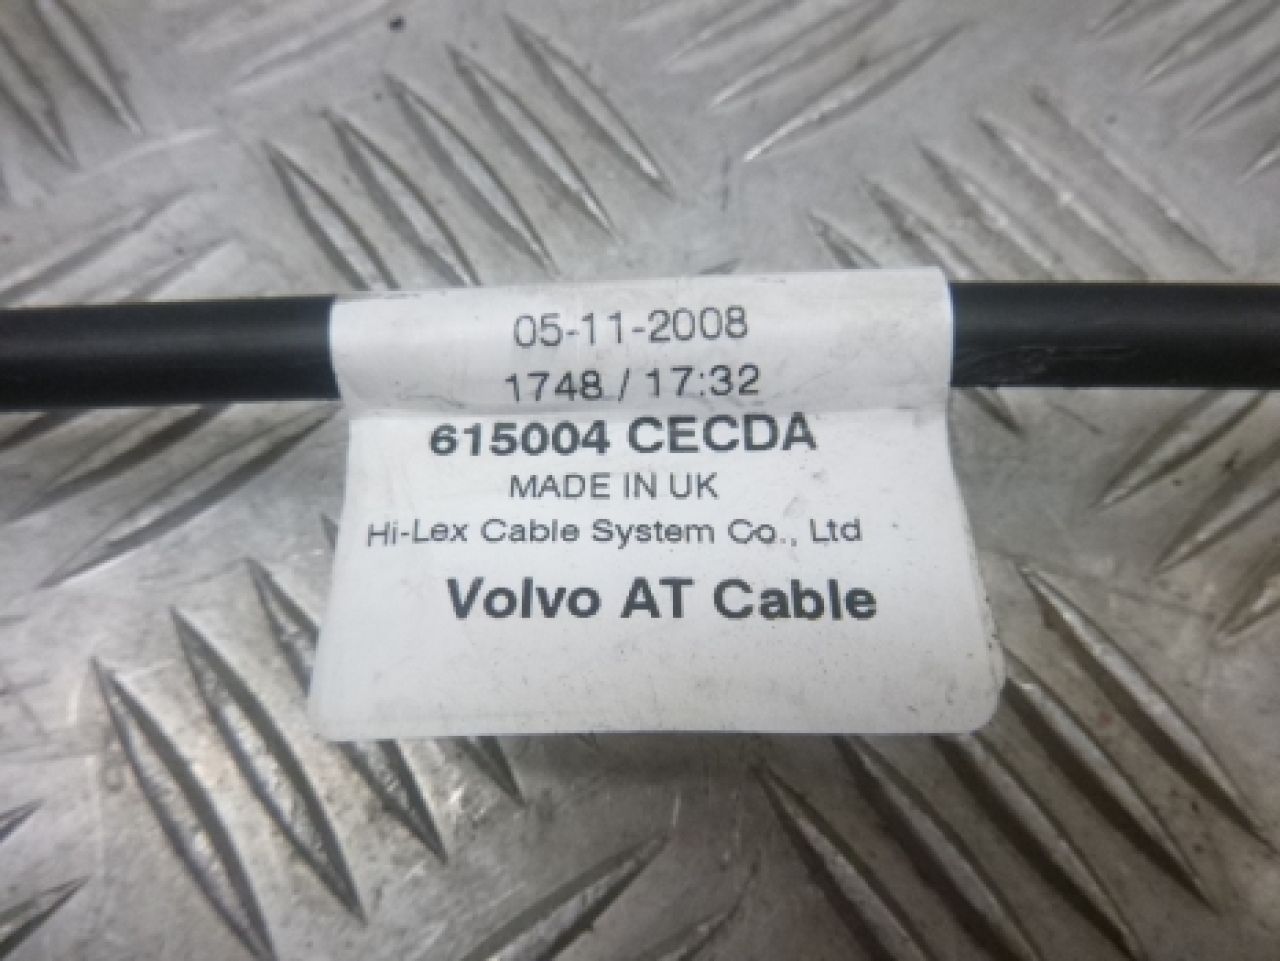 05-11-2008
1748 / 17:32
615004 CECDA
MADE IN UK
Hi-Lex Cable System Co., Ltd
Volvo AT Cable